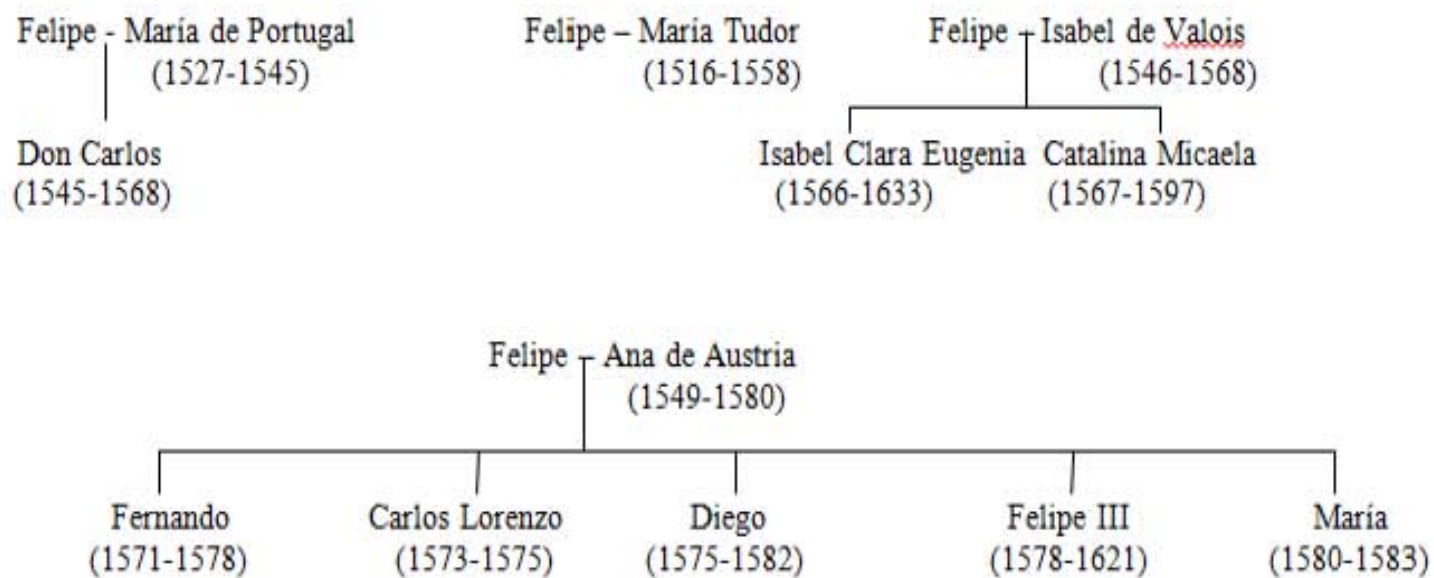 Felipe - María de Portugal
(1527-1545)
Don Carlos
(1545-1568)
Felipe – María Tudor
(1516-1558)
Felipe – Isabel de Valois
(1546-1568)
Isabel Clara Eugenia Catalina Micaela
(1566-1633) (1567-1597)
Felipe – Ana de Austria
(1549-1580)
Fernando Carlos Lorenzo Diego Felipe III María
(1571-1578) (1573-1575) (1575-1582) (1578-1621) (1580-1583)